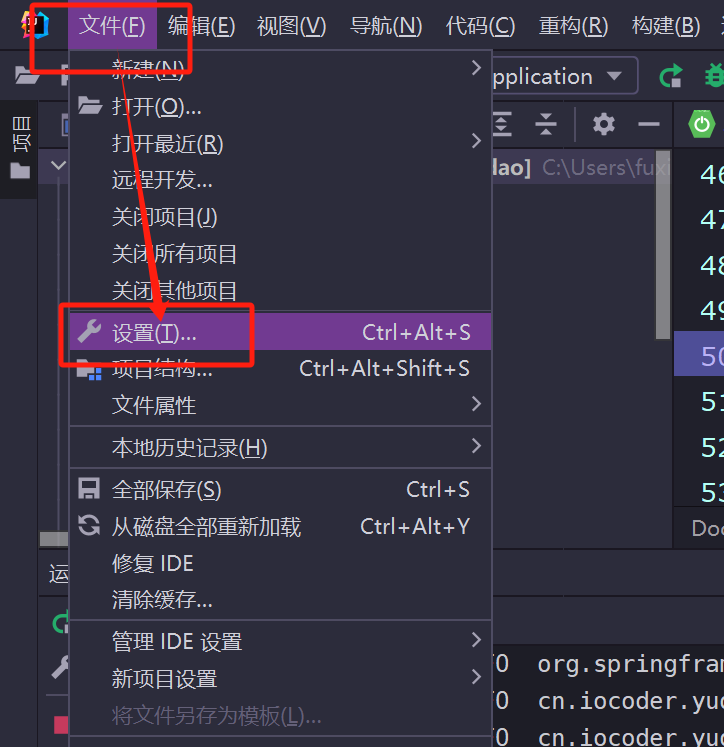 文件(F) 编辑(E) 视图(V) 导航(N) 代码(C) 重构(R) 构建(B)
新建(N)
pplication
打开(O)...
项目
打开最近(R)
dao] C:\Users\fuxi
远程开发...
46
关闭项目(J)
47
关闭所有项目
48
关闭其他项目
49
设置(T)... Ctrl+Alt+S
50
项目结构... Ctrl+Alt+Shift+S
文件属性
51
本地历史记录(H)
52
全部保存(S) Ctrl+S
53
从磁盘全部重新加载 Ctrl+Alt+Y
Doc
修复 IDE
运
清除缓存...
管理 IDE 设置
org.springfram
新项目设置
cn.iocoder.yud
将文件另存为模板(L)...
cn.iocoder.yud